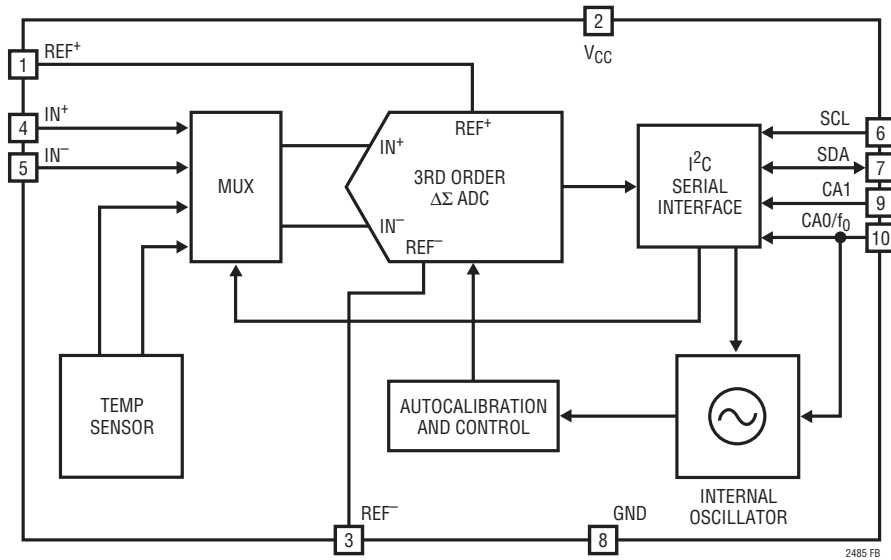 2
V_CC
1
REF⁺
4
IN⁺
5
IN⁻
MUX
REF⁺
IN⁺
3RD ORDER
ΔΣ ADC
IN⁻
REF⁻
I²C
SERIAL
INTERFACE
SCL
6
SDA
7
CA1
9
CA0/f₀
10
TEMP
SENSOR
AUTOCALIBRATION
AND CONTROL
INTERNAL
OSCILLATOR
REF⁻
3
GND
8
2485 FB